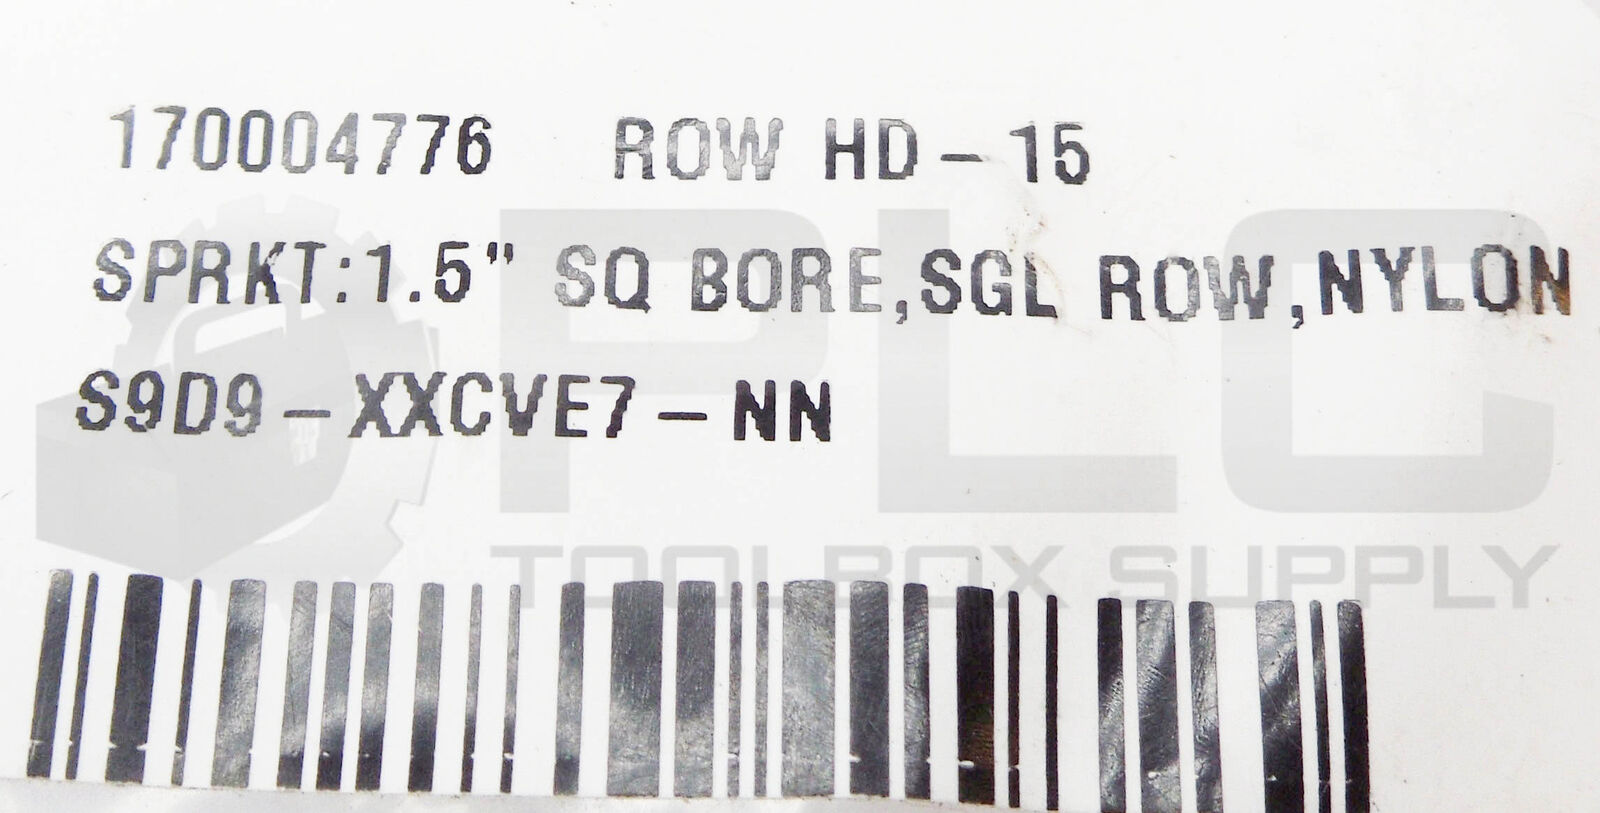 170004776 ROW HD-15
SPRKT:1.5" SQ BORE,SGL ROW,NYLON
S9D9-XXCVE7-NN
PLC
TOOLBOX SUPPLY